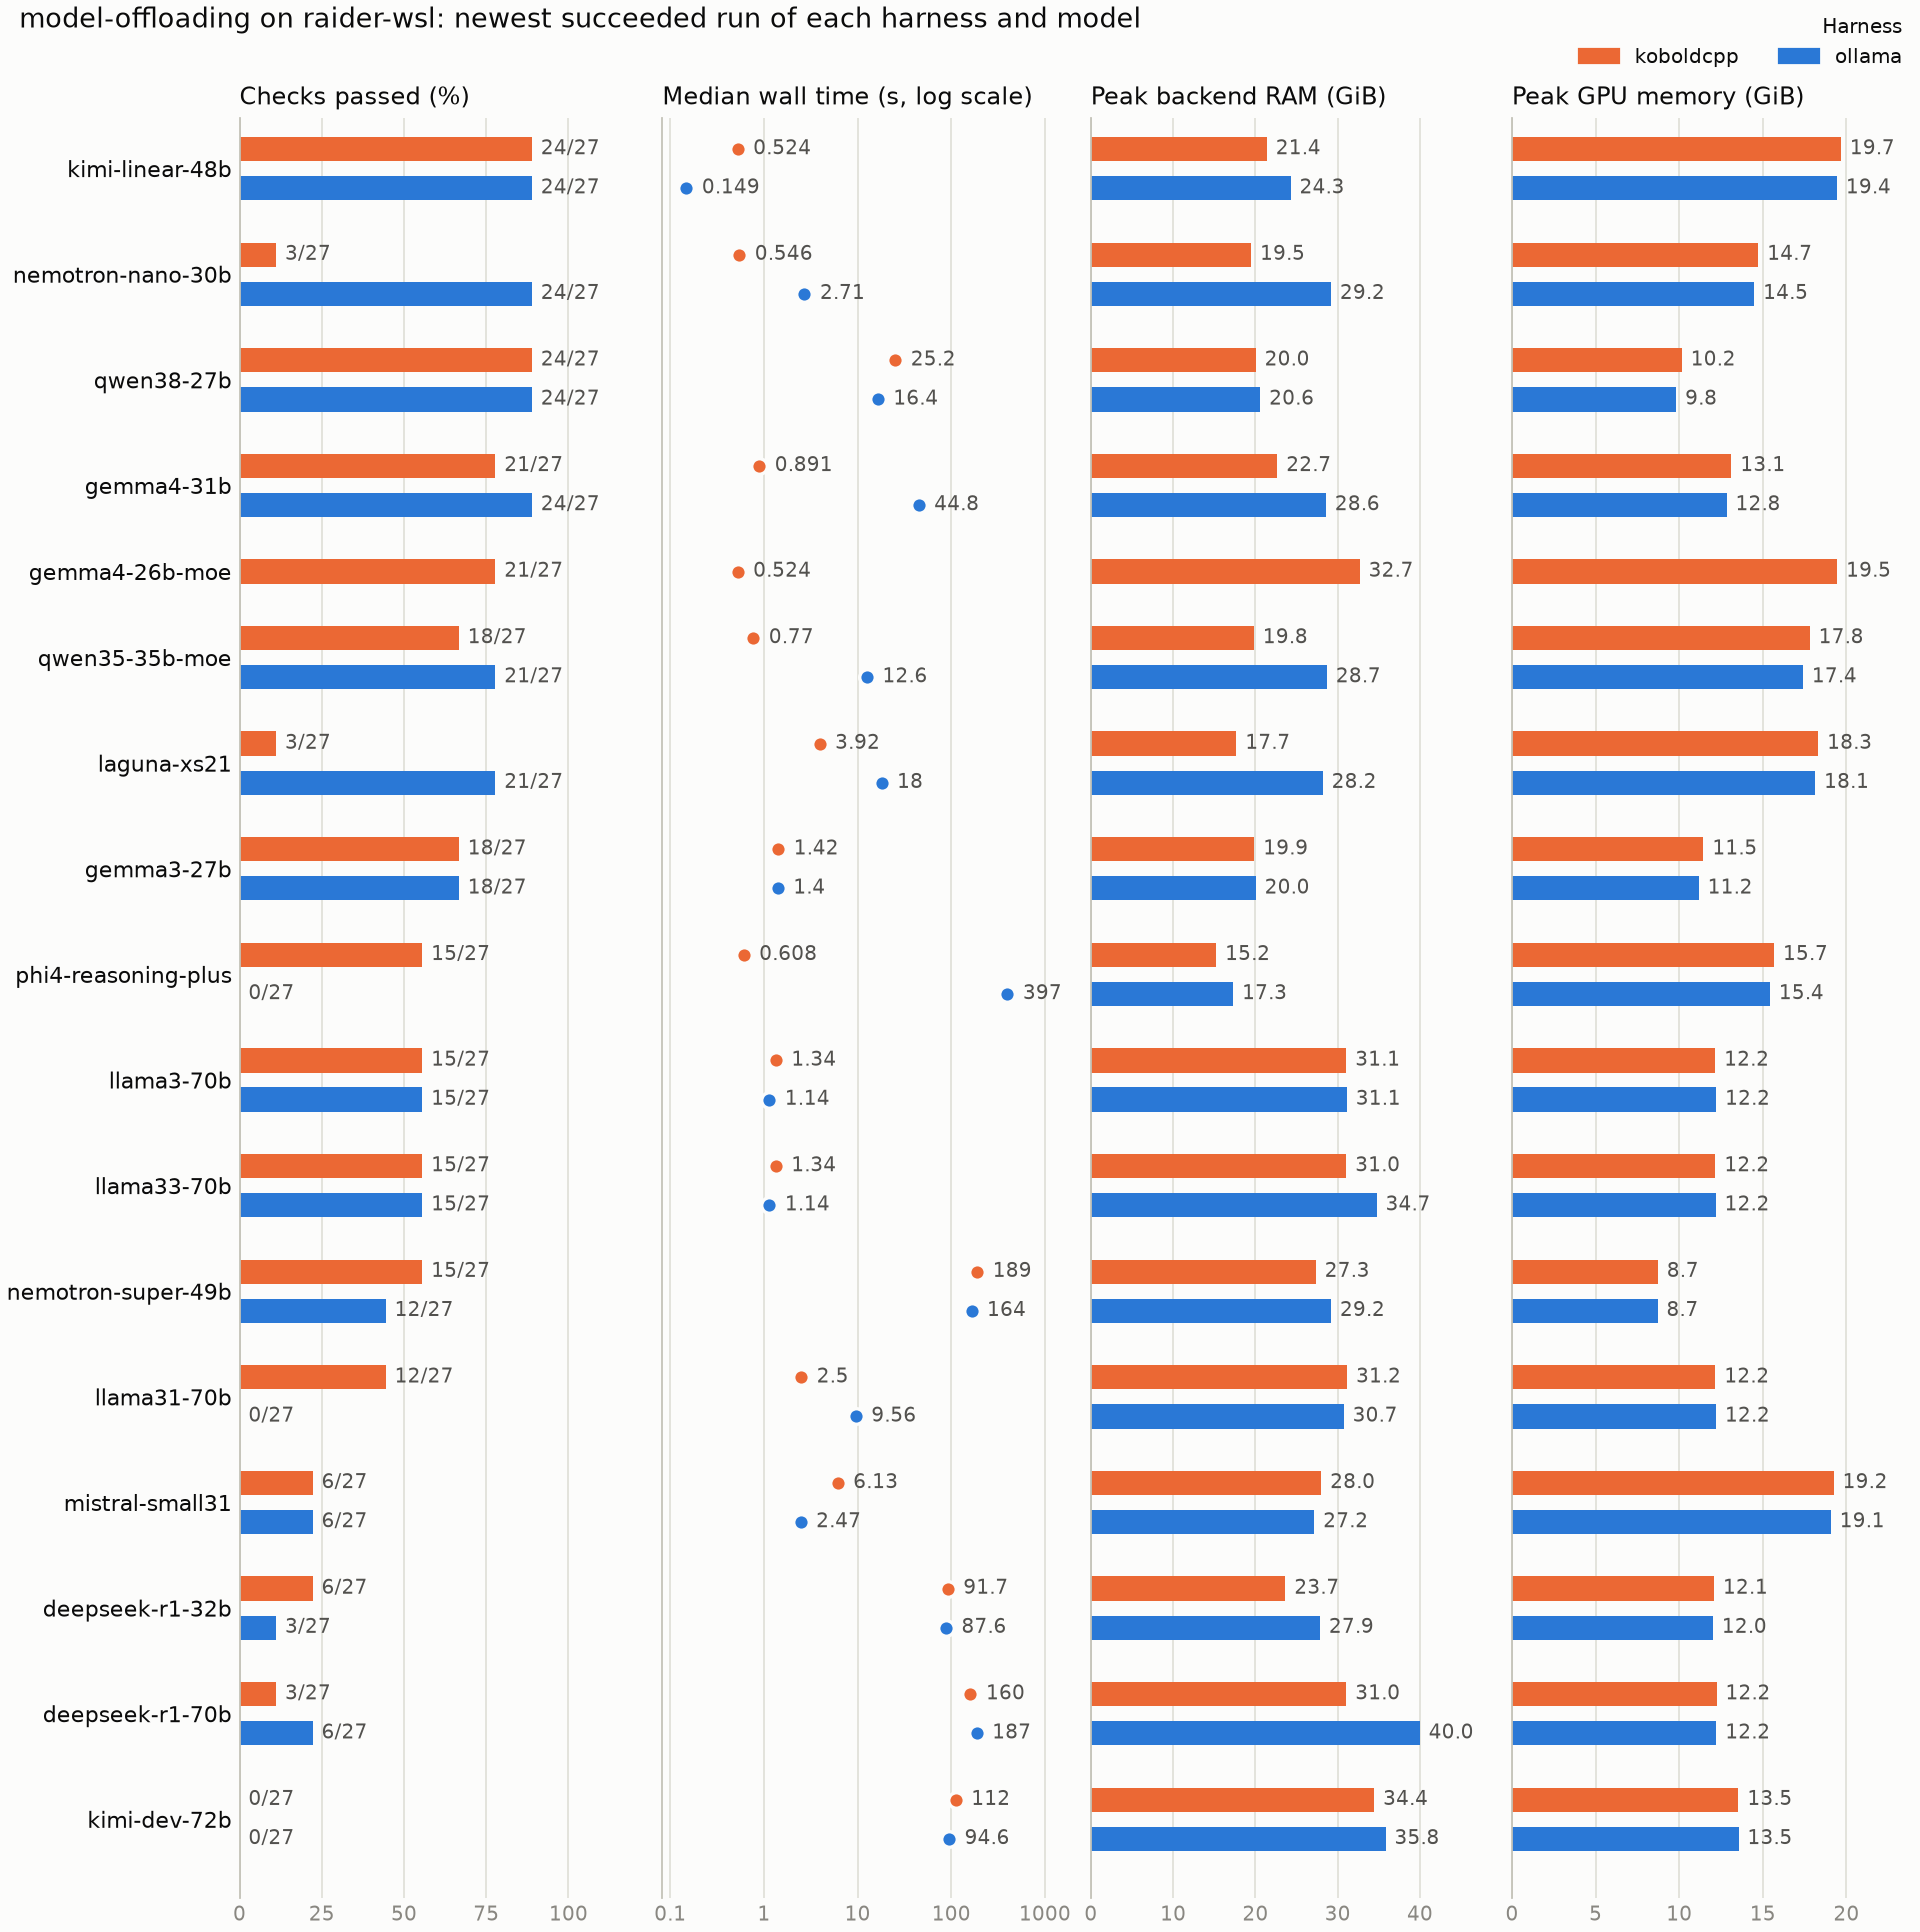 model-offloading on raider-wsl: newest succeeded run of each harness and model
Harness
koboldcpp
ollama
Checks passed (%)
Median wall time (s, log scale)
Peak backend RAM (GiB)
Peak GPU memory (GiB)
kimi-linear-48b
24/27 0.524 21.4 19.7
24/27 0.149 24.3 19.4
nemotron-nano-30b
3/27 0.546 19.5 14.7
24/27 2.71 29.2 14.5
qwen38-27b
24/27 25.2 20.0 10.2
24/27 16.4 20.6 9.8
gemma4-31b
21/27 0.891 22.7 13.1
24/27 44.8 28.6 12.8
gemma4-26b-moe
21/27 0.524 32.7 19.5
qwen35-35b-moe
18/27 0.77 19.8 17.8
21/27 12.6 28.7 17.4
laguna-xs21
3/27 3.92 17.7 18.3
21/27 18 28.2 18.1
gemma3-27b
18/27 1.42 19.9 11.5
18/27 1.4 20.0 11.2
phi4-reasoning-plus
15/27 0.608 15.2 15.7
0/27 397 17.3 15.4
llama3-70b
15/27 1.34 31.1 12.2
15/27 1.14 31.1 12.2
llama33-70b
15/27 1.34 31.0 12.2
15/27 1.14 34.7 12.2
nemotron-super-49b
15/27 189 27.3 8.7
12/27 164 29.2 8.7
llama31-70b
12/27 2.5 31.2 12.2
0/27 9.56 30.7 12.2
mistral-small31
6/27 6.13 28.0 19.2
6/27 2.47 27.2 19.1
deepseek-r1-32b
6/27 91.7 23.7 12.1
3/27 87.6 27.9 12.0
deepseek-r1-70b
3/27 160 31.0 12.2
6/27 187 40.0 12.2
kimi-dev-72b
0/27 112 34.4 13.5
0/27 94.6 35.8 13.5
0 25 50 75 100
0.1 1 10 100 1000
0 10 20 30 40
0 5 10 15 20